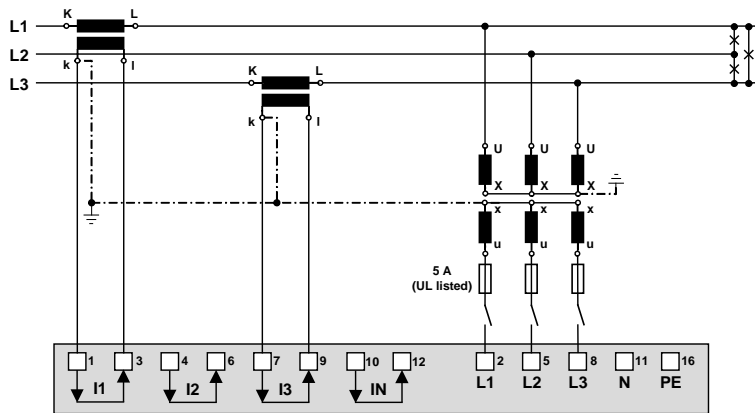 L1 K L
L2
k l
L3 K L
k l
U U U
X X X
x x x
u u u
5 A
(UL listed)
1 3 4 6 7 9 10 12 2 5 8 11 16
I1 I2 I3 IN L1 L2 L3 N PE